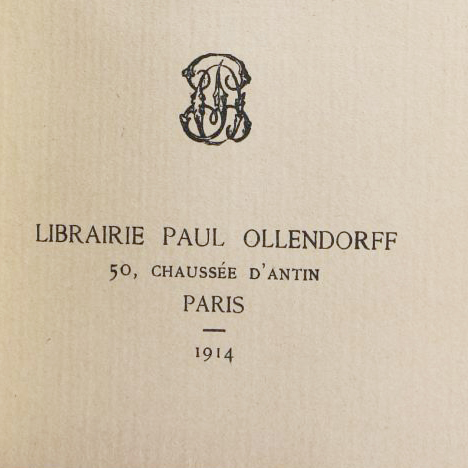 LIBRAIRIE PAUL OLLENDORFF
50, CHAUSSÉE D'ANTIN
PARIS
1914